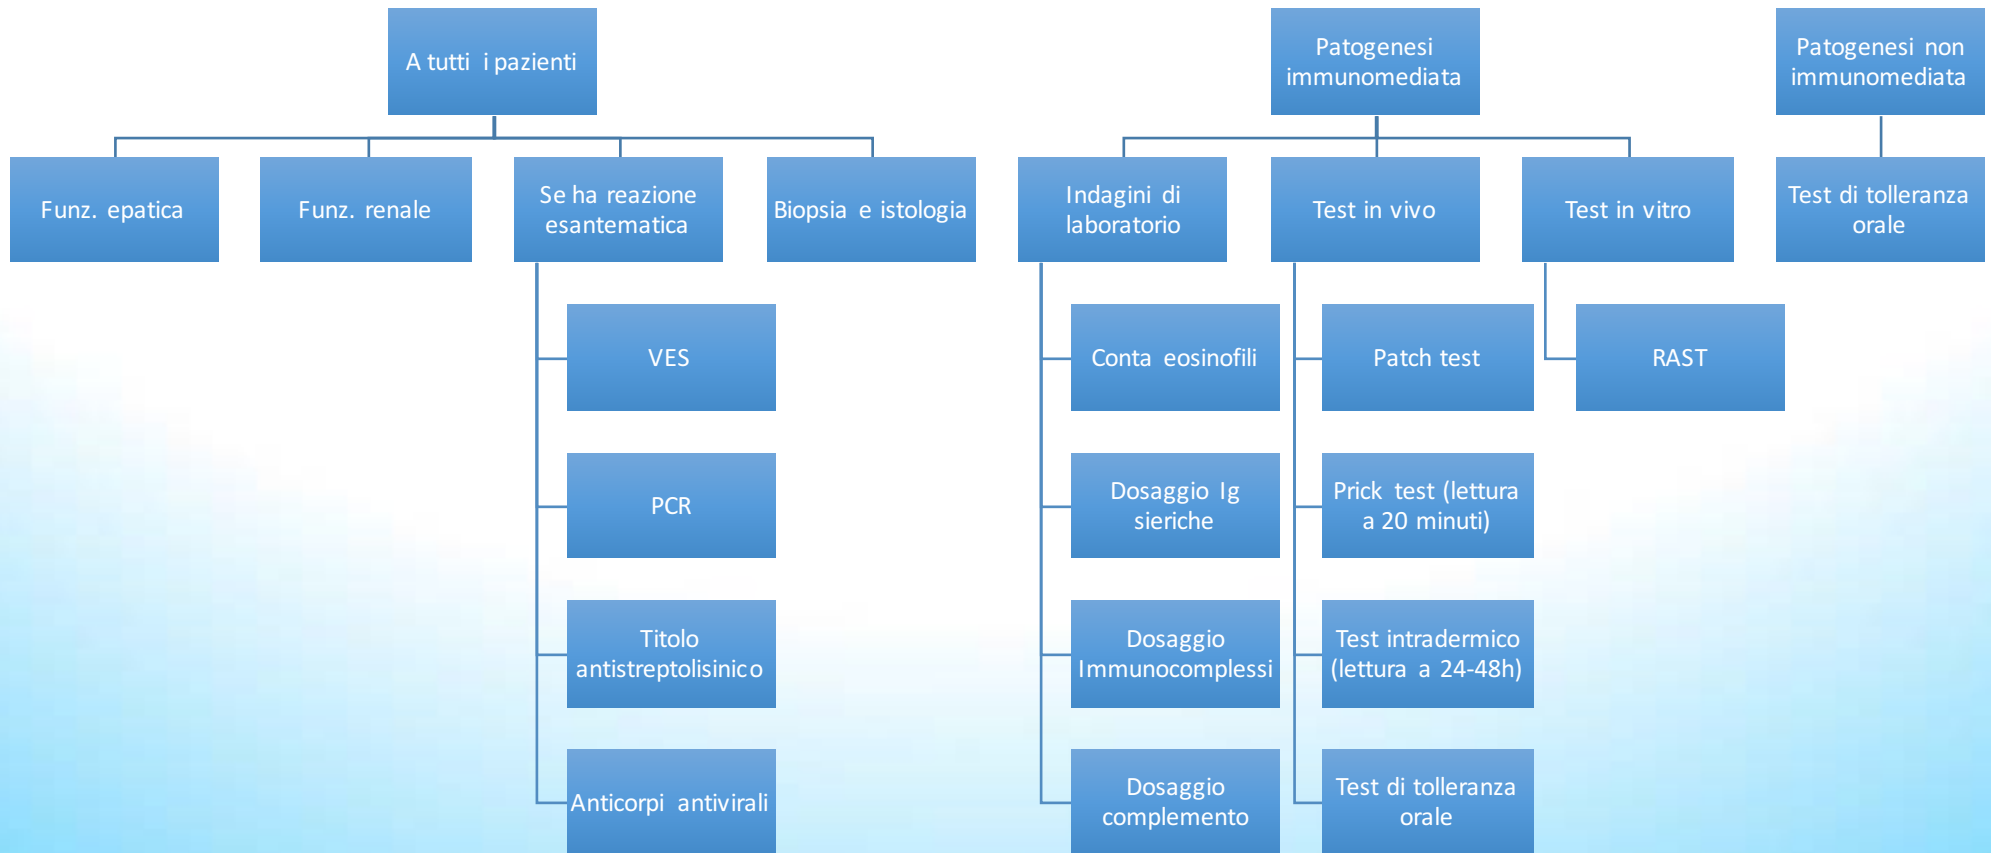 A tutti i pazienti
Patogenesi
immunomediata
Patogenesi non
immunomediata
Funz. epatica
Funz. renale
Se ha reazione
esantematica
Biopsia e istologia
Indagini di
laboratorio
Test in vivo
Test in vitro
Test di tolleranza
orale
VES
PCR
Titolo
antistreptolisinico
Anticorpi antivirali
Conta eosinofili
Dosaggio Ig
sieriche
Dosaggio
Immunocomplessi
Dosaggio
complemento
Patch test
Prick test (lettura
a 20 minuti)
Test intradermico
(lettura a 24-48h)
Test di tolleranza
orale
RAST